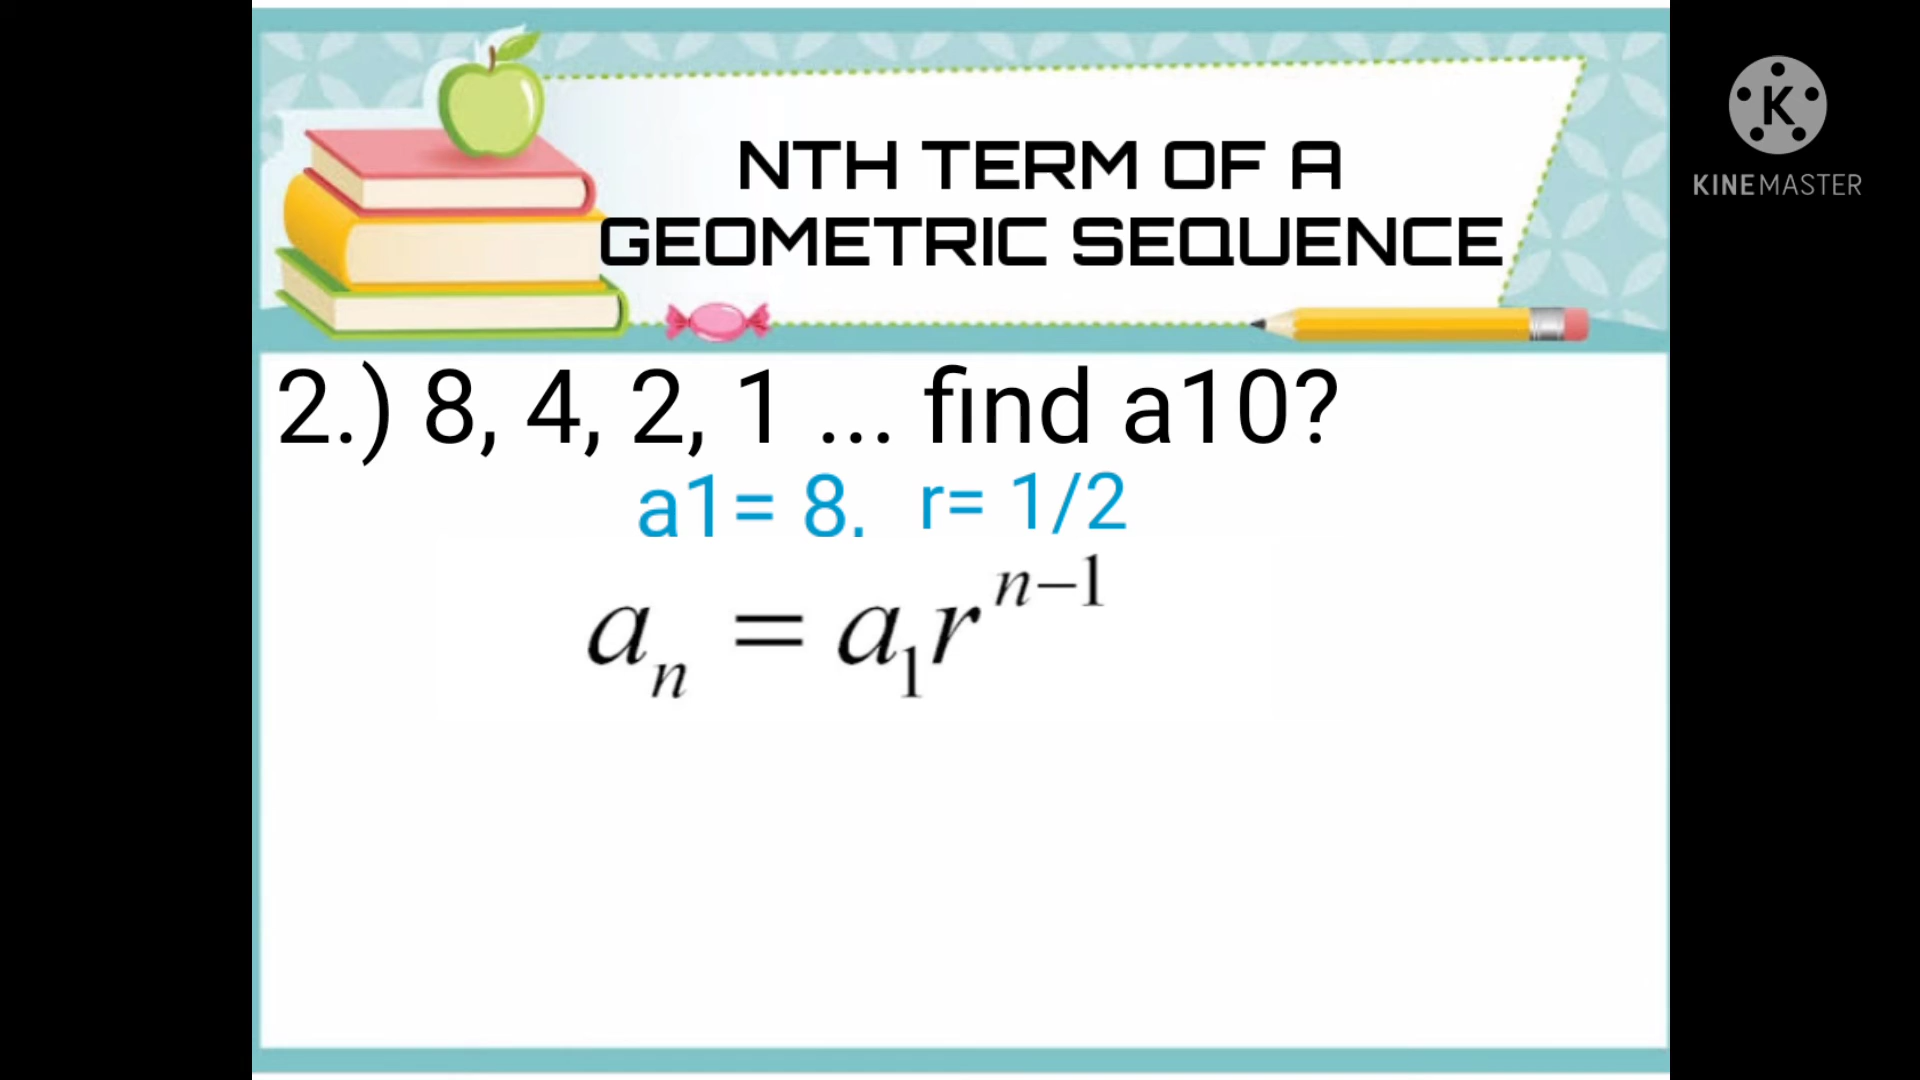 NTH TERM OF A
GEOMETRIC SEQUENCE
K
KINEMASTER
2.) 8, 4, 2, 1 ... find a10?
a1= 8, r= 1/2
aₙ = a₁rⁿ⁻¹